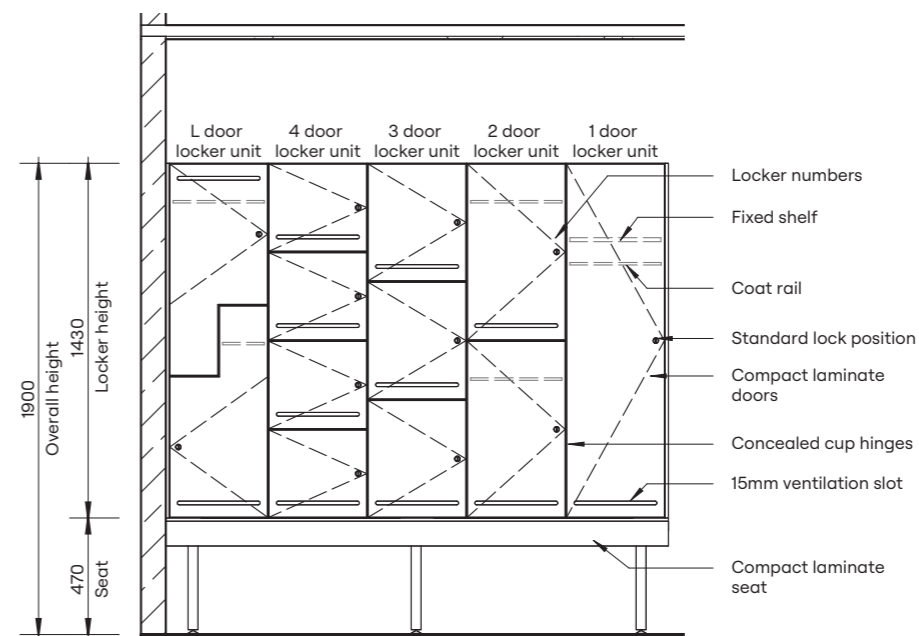 L door
locker unit
4 door
locker unit
3 door
locker unit
2 door
locker unit
1 door
locker unit
Locker numbers
Fixed shelf
Coat rail
Standard lock position
Compact laminate
doors
Concealed cup hinges
15mm ventilation slot
Compact laminate
seat
1900
Overall height
1430
Locker height
470
Seat